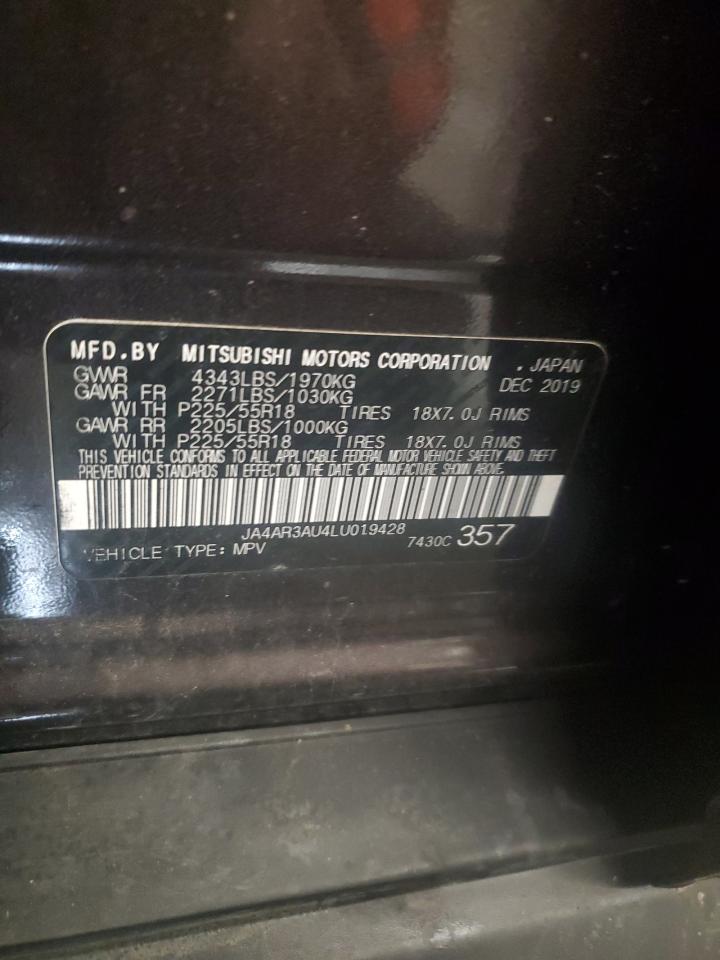 MFD.BY MITSUBISHI MOTORS CORPORATION . JAPAN
GVWR 4343LBS/1970KG DEC 2019
GAWR FR 2271LBS/1030KG
WITH P225/55R18 TIRES 18X7.0J RIMS
GAWR RR 2205LBS/1000KG
WITH P225/55R18 TIRES 18X7.0J RIMS
THIS VEHICLE CONFORMS TO ALL APPLICABLE FEDERAL MOTOR VEHICLE SAFETY AND THEFT
PREVENTION STANDARDS IN EFFECT ON THE DATE OF MANUFACTURE SHOWN ABOVE.
JA4AR3AU4LU019428
VEHICLE TYPE: MPV 7430C 357